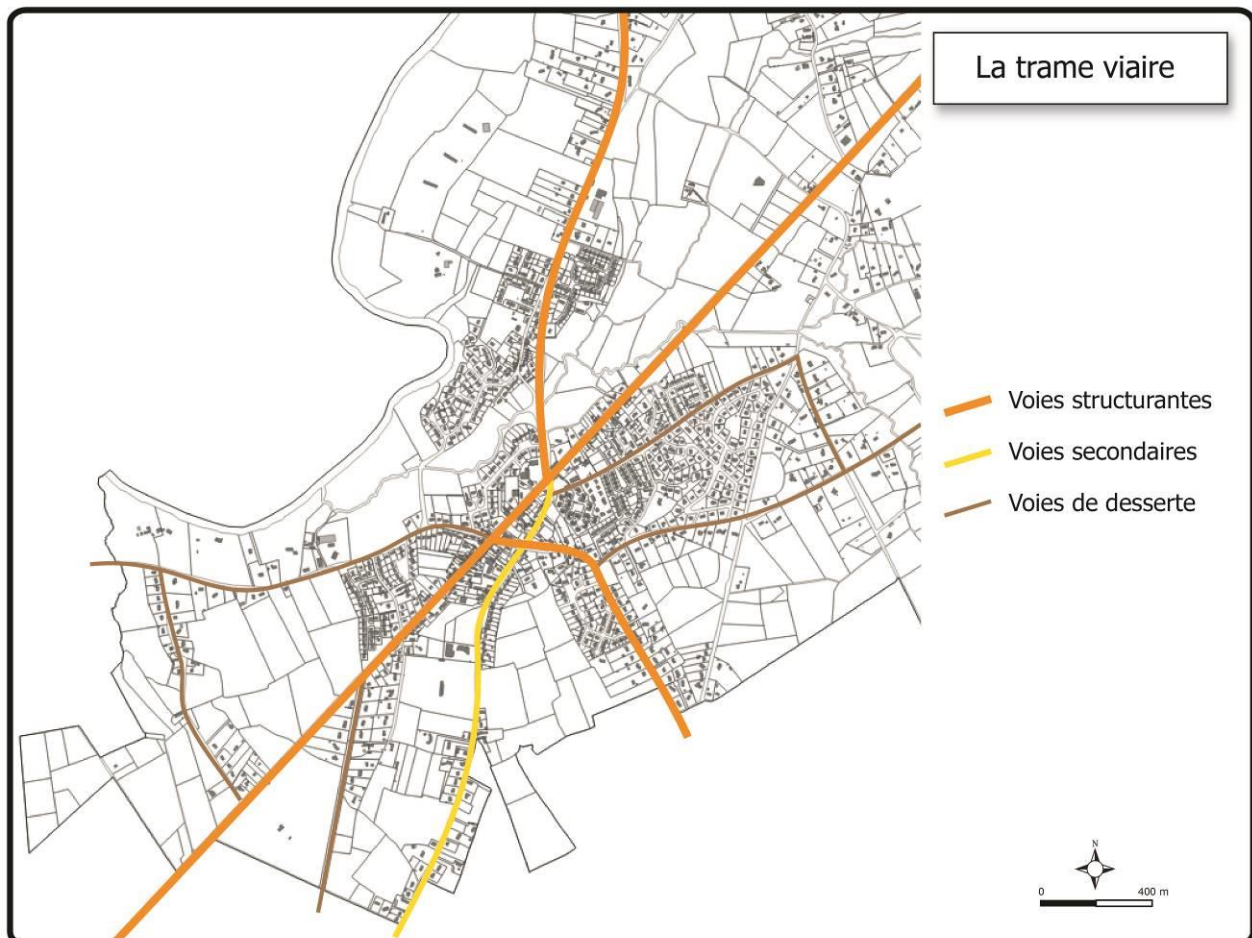 La trame viaire
Voies structurantes
Voies secondaires
Voies de desserte
N
0 400 m